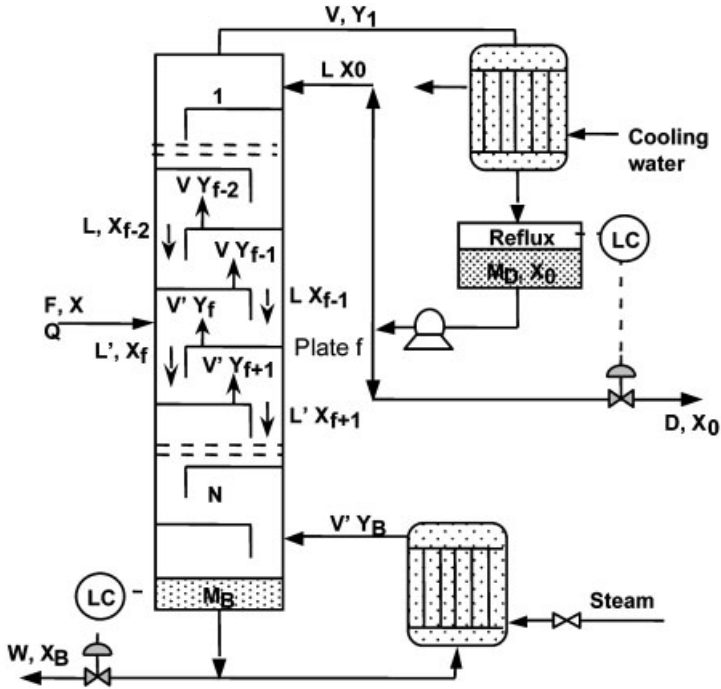 V, Y1
L X0
1
Cooling
water
V Yf-2
L, Xf-2
Reflux
LC
V Yf-1
MD, X0
F, X
Q
V' Yf
L Xf-1
L', Xf
Plate f
V' Yf+1
L' Xf+1
D, X0
N
V' YB
LC
MB
Steam
W, XB